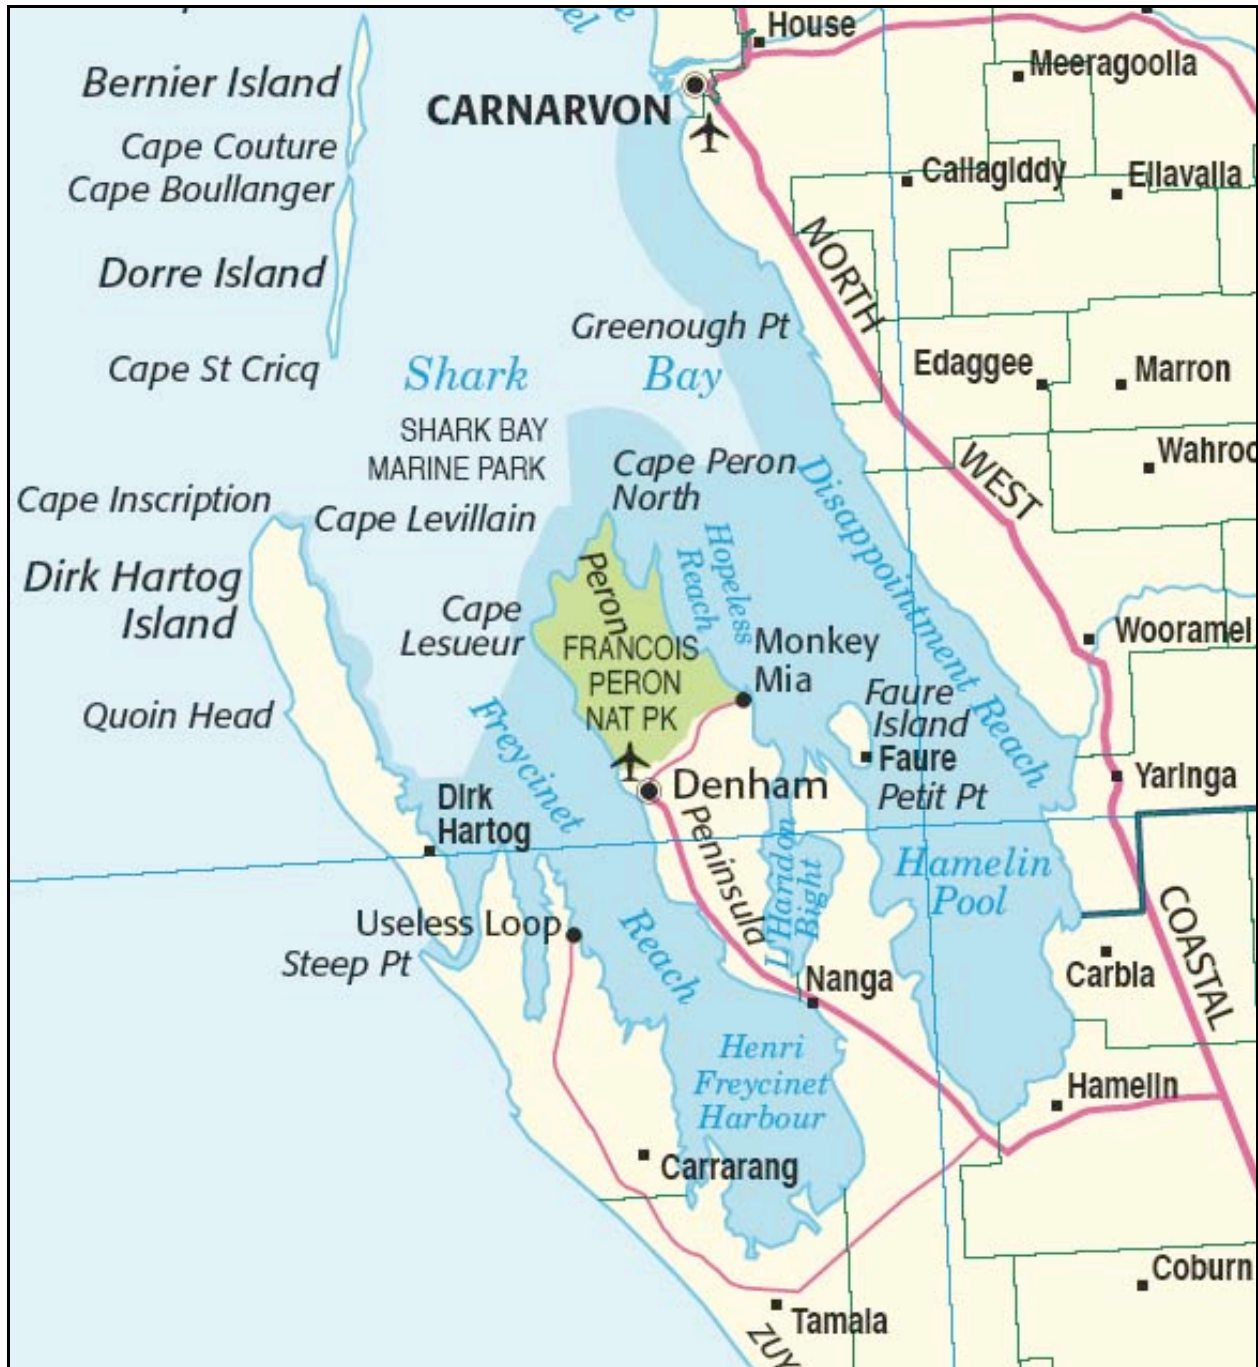 House
Meeragoolla
Bernier Island
CARNARVON
Cape Couture
Callagiddy
Ellavalla
Cape Boullanger
NORTH
Dorre Island
Greenough Pt
Edaggee
Marron
Cape St Cricq
Shark
Bay
SHARK BAY
MARINE PARK
Wahroo
WEST
Cape Peron
North
Cape Inscription
Cape Levillain
Disappointment Reach
Hopeless
Reach
Dirk Hartog
Island
Peron
Cape
Lesueur
FRANCOIS
PERON
NAT PK
Monkey
Mia
Wooramel
Faure
Island
Quoin Head
Freycinet
Faure
Petit Pt
Yaringa
Denham
Dirk
Hartog
Peninsula
L'Haridon
Bight
Hamelin
Pool
Useless Loop
Steep Pt
Reach
Nanga
Carbla
COASTAL
Henri
Freycinet
Harbour
Hamelin
Carrarang
Coburn
Tamala
ZUY